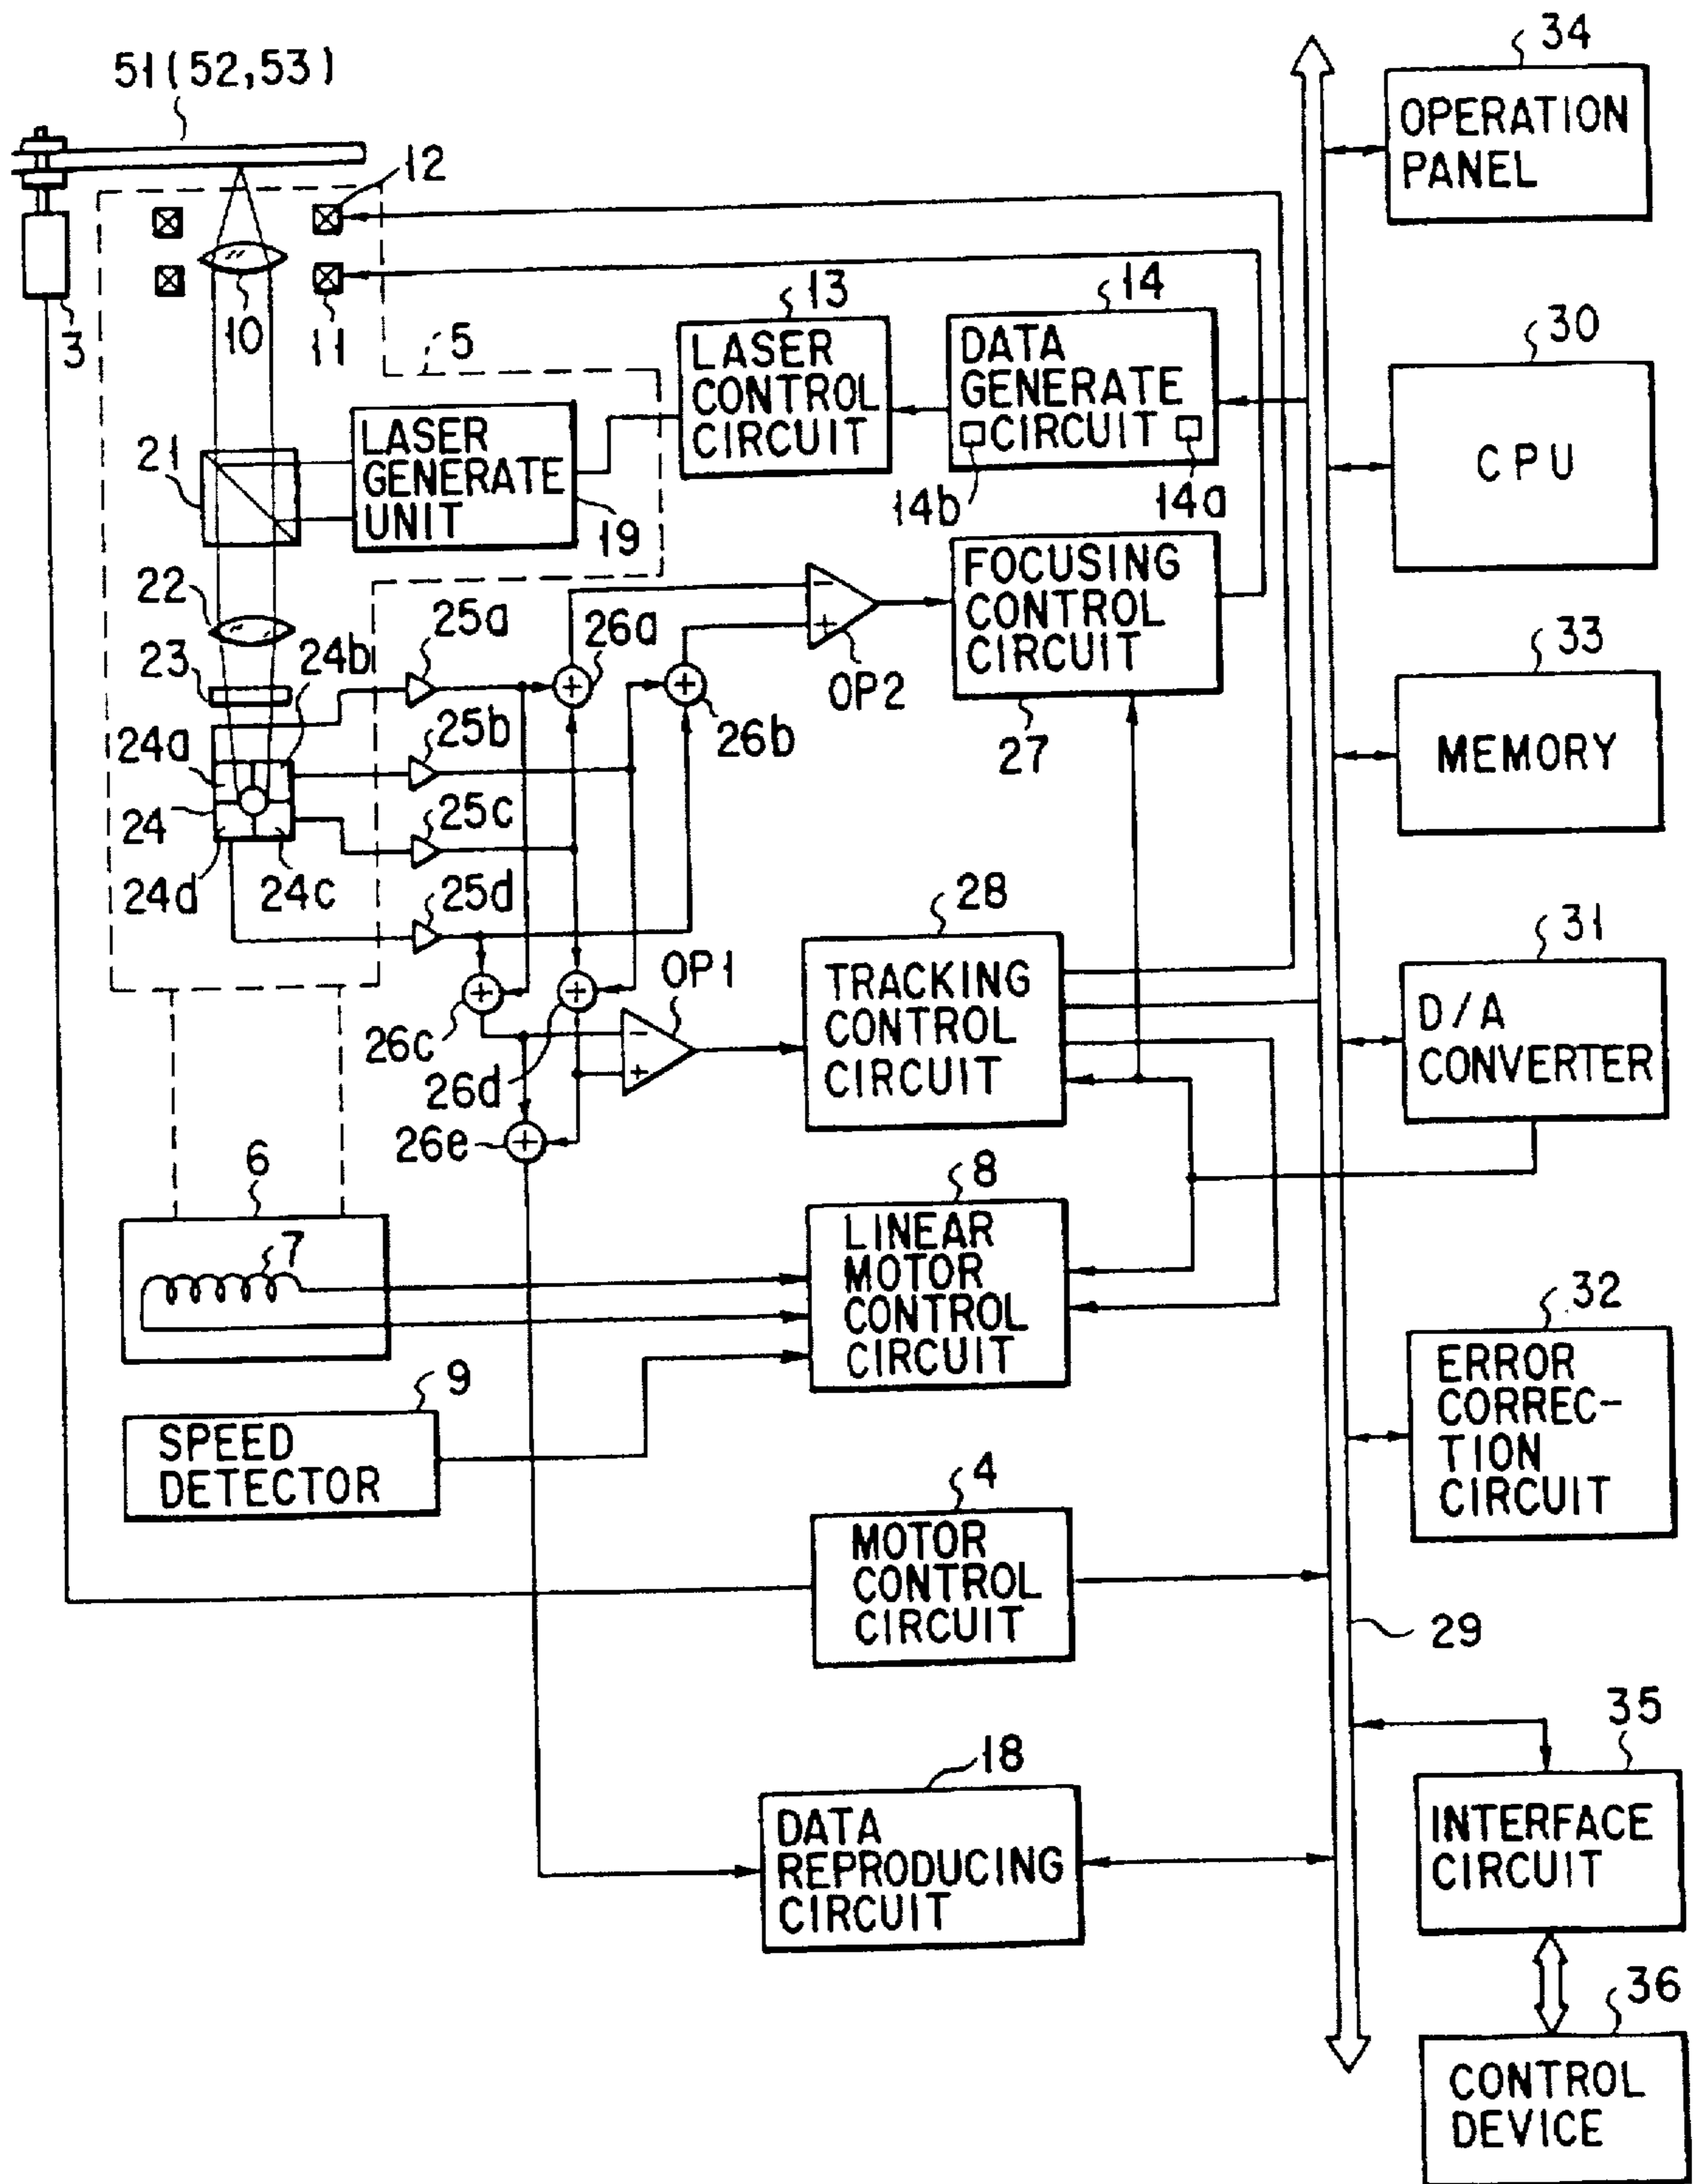 51(52,53)
34
OPERATION
PANEL
12
3
10
11
5
13
LASER
CONTROL
CIRCUIT
14
DATA
GENERATE
CIRCUIT
14b
14a
30
CPU
21
LASER
GENERATE
UNIT
19
22
23
24b
24a
24
24d
24c
25a
25b
25c
25d
26a
26b
-
+
OP2
FOCUSING
CONTROL
CIRCUIT
27
33
MEMORY
26c
26d
26e
-
+
OP1
28
TRACKING
CONTROL
CIRCUIT
31
D/A
CONVERTER
6
7
8
LINEAR
MOTOR
CONTROL
CIRCUIT
9
SPEED
DETECTOR
32
ERROR
CORREC-
TION
CIRCUIT
4
MOTOR
CONTROL
CIRCUIT
29
18
DATA
REPRODUCING
CIRCUIT
35
INTERFACE
CIRCUIT
36
CONTROL
DEVICE